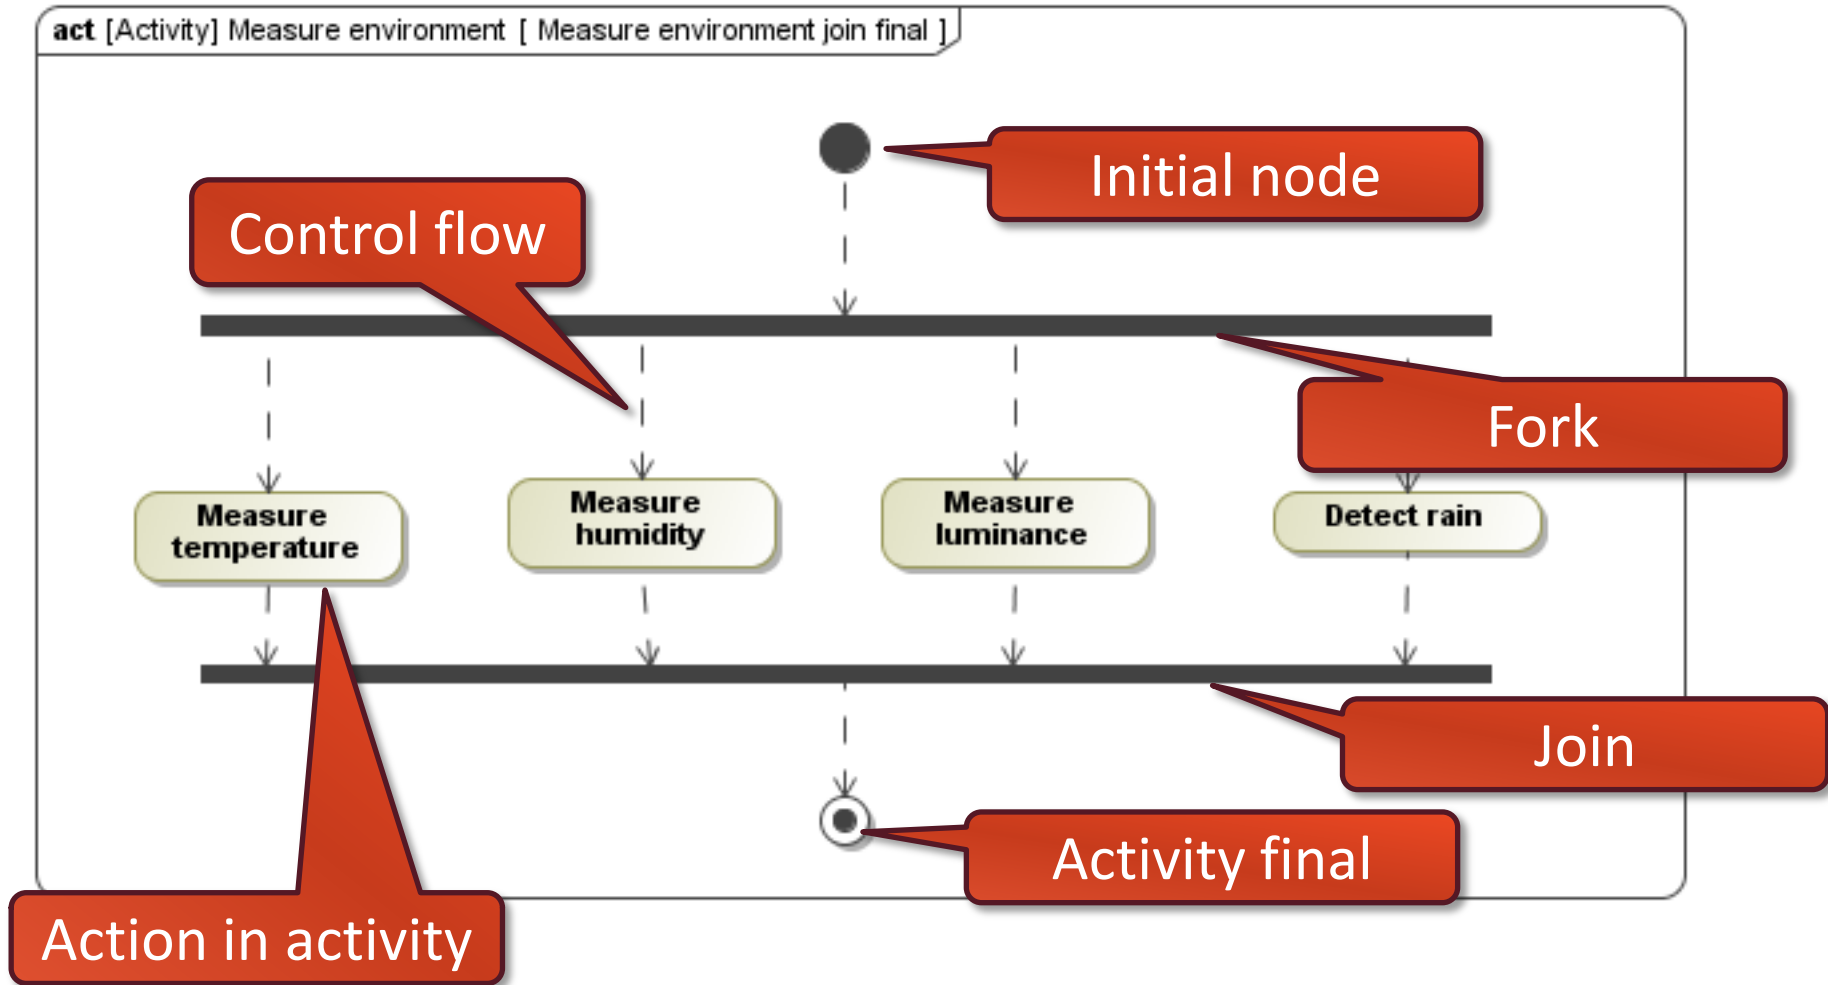 act [Activity] Measure environment [ Measure environment join final ]
Initial node
Control flow
Fork
Measure
temperature
Measure
humidity
Measure
luminance
Detect rain
Join
Activity final
Action in activity